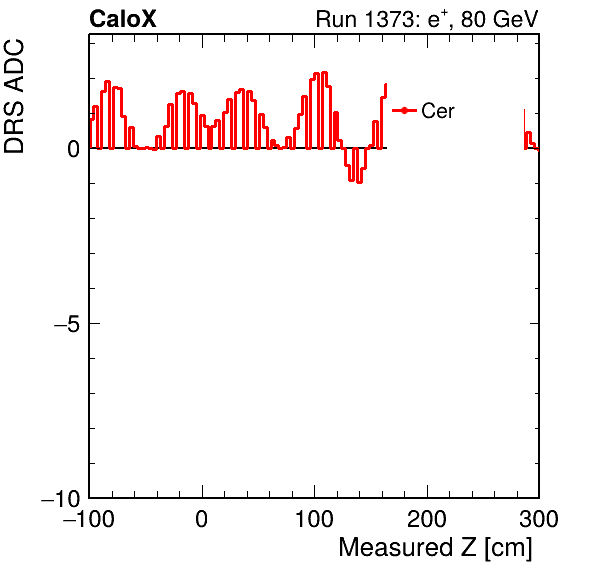 CaloX Run 1373: e⁺, 80 GeV
DRS ADC
Cer
0
−5
−10
−100 0 100 200 300
Measured Z [cm]